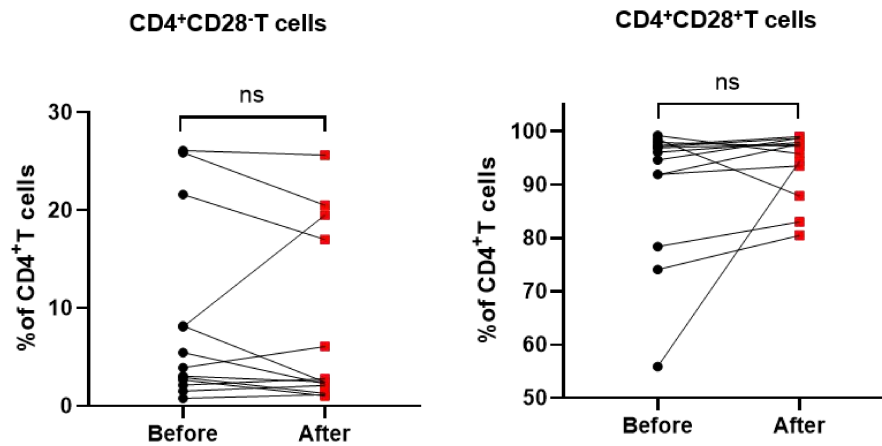 CD4⁺CD28⁻T cells
ns
%of CD4⁺T cells
30
20
10
0
Before After
CD4⁺CD28⁺T cells
ns
%of CD4⁺T cells
100
90
80
70
60
50
Before After